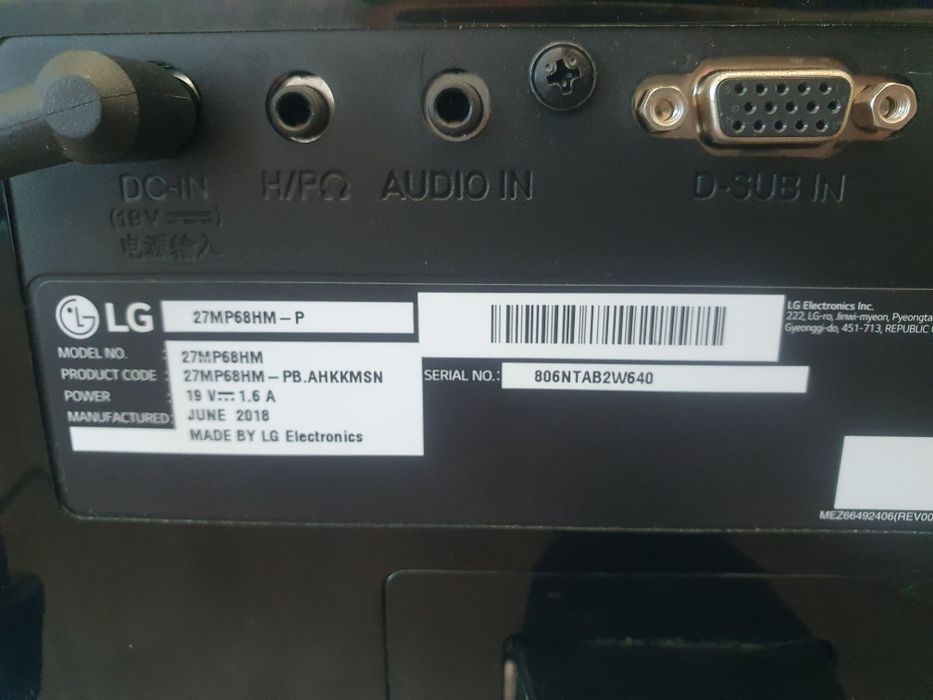 DC-IN H/PΩ AUDIO IN D-SUB IN
(19V ⎓)
电源输入
LG 27MP68HM-P
LG Electronics Inc.
222, LG-ro, Jinwi-myeon,
Gyeonggi-do, 451-713, REPUBLIC
MODEL NO. : 27MP68HM
PRODUCT CODE : 27MP68HM-PB.AHKKMSN
SERIAL NO.: 806NTAB2W640
POWER 19 V⎓ 1.6 A
MANUFACTURED: JUNE 2018
MADE BY LG Electronics
MEZ66492406(REV00